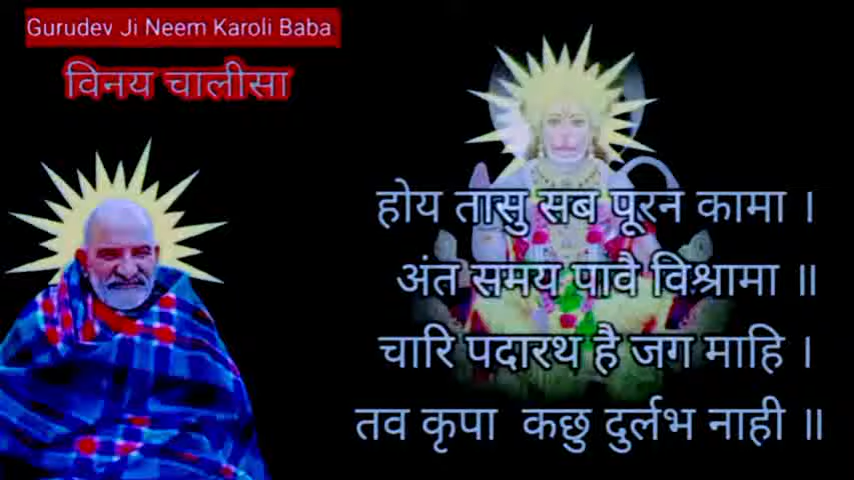 Gurudev Ji Neem Karoli Baba
विनय चालीसा
होय तासु सब पूरन कामा ।
अंत समय पावै विश्रामा ॥
चारि पदारथ है जग माहि ।
तव कृपा कछु दुर्लभ नाही ॥